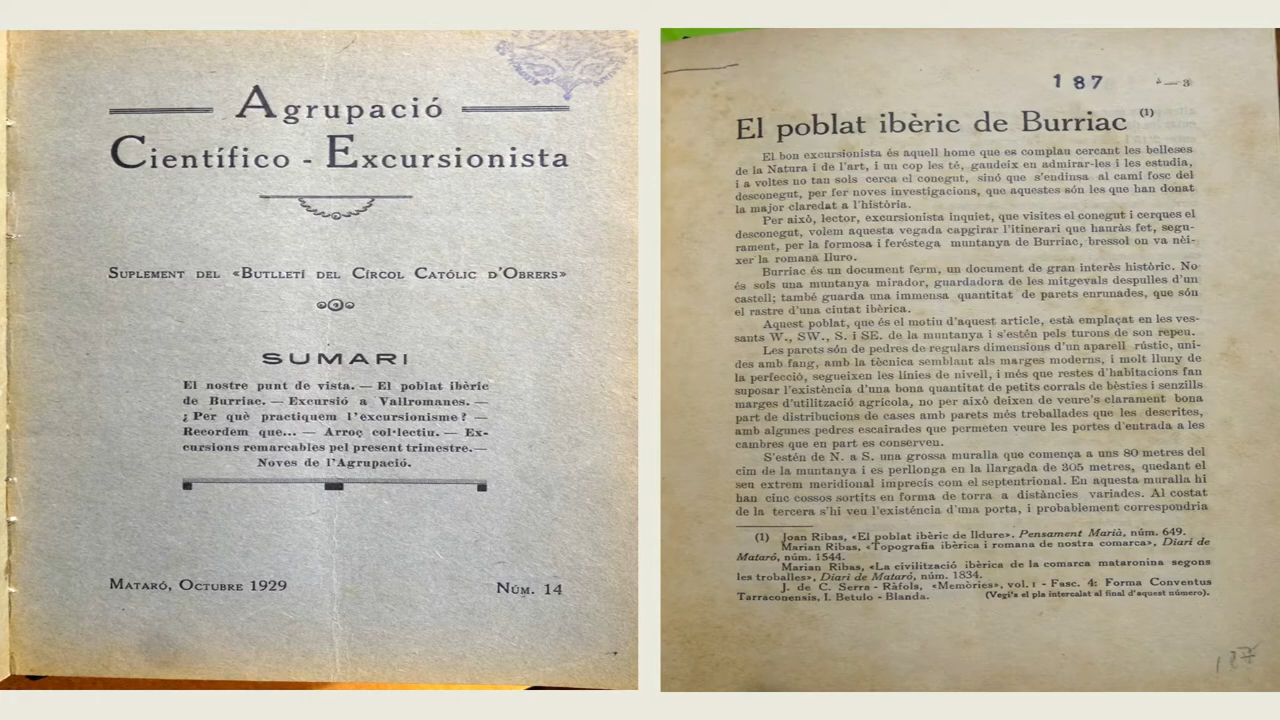 Agrupació
Científico - Excursionista
Suplement del «Butlletí del Círcol Catòlic d'Obrers»
SUMARI
El nostre punt de vista. — El poblat ibèric
de Burriac. — Excursió a Vallromanes. —
¿Per què practiquem l'excursionisme? —
Recordem que... — Arroç col·lectiu. — Ex-
cursions remarcables pel present trimestre.—
Noves de l'Agrupació.
Mataró, Octubre 1929
Núm. 14
187
— 3
El poblat ibèric de Burriac (1)
El bon excursionista és aquell home que es complau cercant les belleses
de la Natura i de l'art, i un cop les té, gaudeix en admirar-les i les estudia,
i a voltes no tan sols cerca el conegut, sinó que s'endinsa al camí fosc del
desconegut, per fer noves investigacions, que aquestes són les que han donat
la major claredat a l'història.
Per això, lector, excursionista inquiet, que visites el conegut i cerques el
desconegut, volem aquesta vegada capgirar l'itinerari que hauràs fet, segu-
rament, per la formosa i feréstega muntanya de Burriac, bressol on va nèi-
xer la romana Iluro.
Burriac és un document ferm, un document de gran interès històric. No
és sols una muntanya mirador, guardadora de les mitgevals despulles d'un
castell; també guarda una immensa quantitat de parets enrunades, que són
el rastre d'una ciutat ibèrica.
Aquest poblat, que és el motiu d'aquest article, està emplaçat en les ves-
sants W., SW., S. i SE. de la muntanya i s'estén pels turons de son repeu.
Les parets són de pedres de regulars dimensions d'un aparell rústic, uni-
des amb fang, amb la tècnica semblant als marges moderns, i molt lluny de
la perfecció, segueixen les línies de nivell, i més que restes d'habitacions fan
suposar l'existència d'una bona quantitat de petits corrals de bèsties i senzills
marges d'utilització agrícola, no per això deixen de veure's clarament bona
part de distribucions de cases amb parets més treballades que les descrites,
amb algunes pedres escairades que permeten veure les portes d'entrada a les
cambres que en part es conserven.
S'estén de N. a S. una grossa muralla que comença a uns 80 metres del
cim de la muntanya i es perllonga en la llargada de 305 metres, quedant el
seu extrem meridional imprecís com el septentrional. En aquesta muralla hi
han cinc cossos sortits en forma de torra a distàncies variades. Al costat
de la tercera s'hi veu l'existéncia d'una porta, i probablement correspondria
(1) Joan Ribas, «El poblat ibèric de Ildure». Pensament Marià, núm. 649.
Marian Ribas, «Topografia ibèrica i romana de nostra comarca», Diari de
Mataró, núm. 1544.
Marian Ribas, «La civilització ibèrica de la comarca mataronina segons
les troballes», Diari de Mataró, núm. 1834.
J. de C. Serra - Ràfols, «Memòries», vol. I - Fasc. 4: Forma Conventus
Tarraconensis, I. Betulo - Blanda. (Vegi's el pla intercalat al final d'aquest número).
187